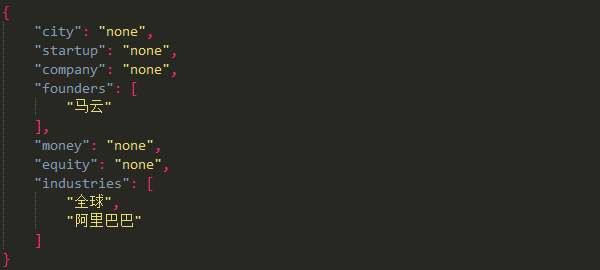 {
    "city": "none",
    "startup": "none",
    "company": "none",
    "founders": [
        "马云"
    ],
    "money": "none",
    "equity": "none",
    "industries": [
        "全球",
        "阿里巴巴"
    ]
}